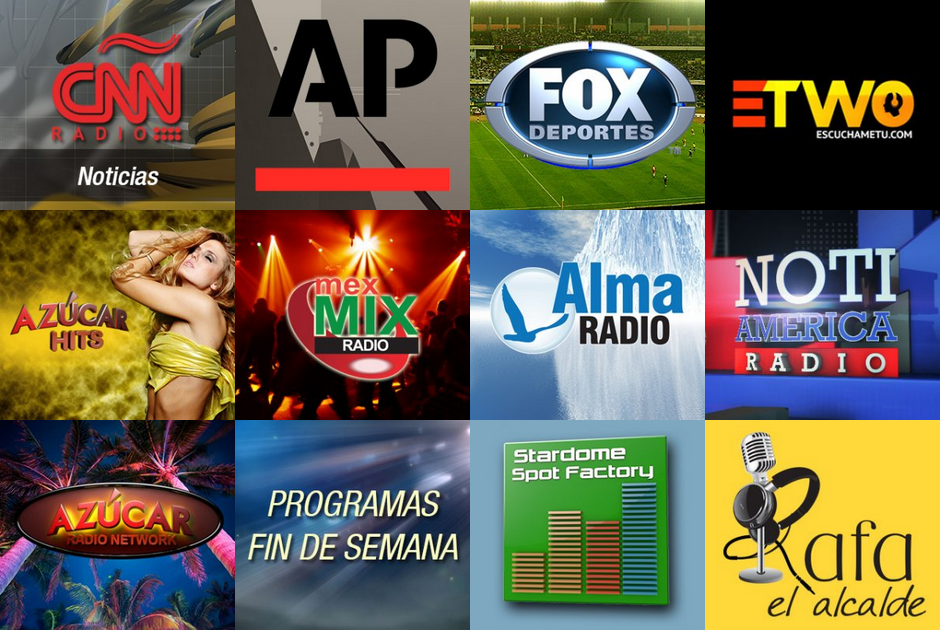 CNN
RADIO
Noticias
AP
FOX
DEPORTES
ETWO
ESCUCHAMETU.COM
AZÚCAR
HITS
mex
MIX
RADIO
Alma
RADIO
NOTI
AMERICA
RADIO
AZÚCAR
RADIO NETWORK
PROGRAMAS
FIN DE SEMANA
Stardome
Spot Factory
Rafa
el alcalde